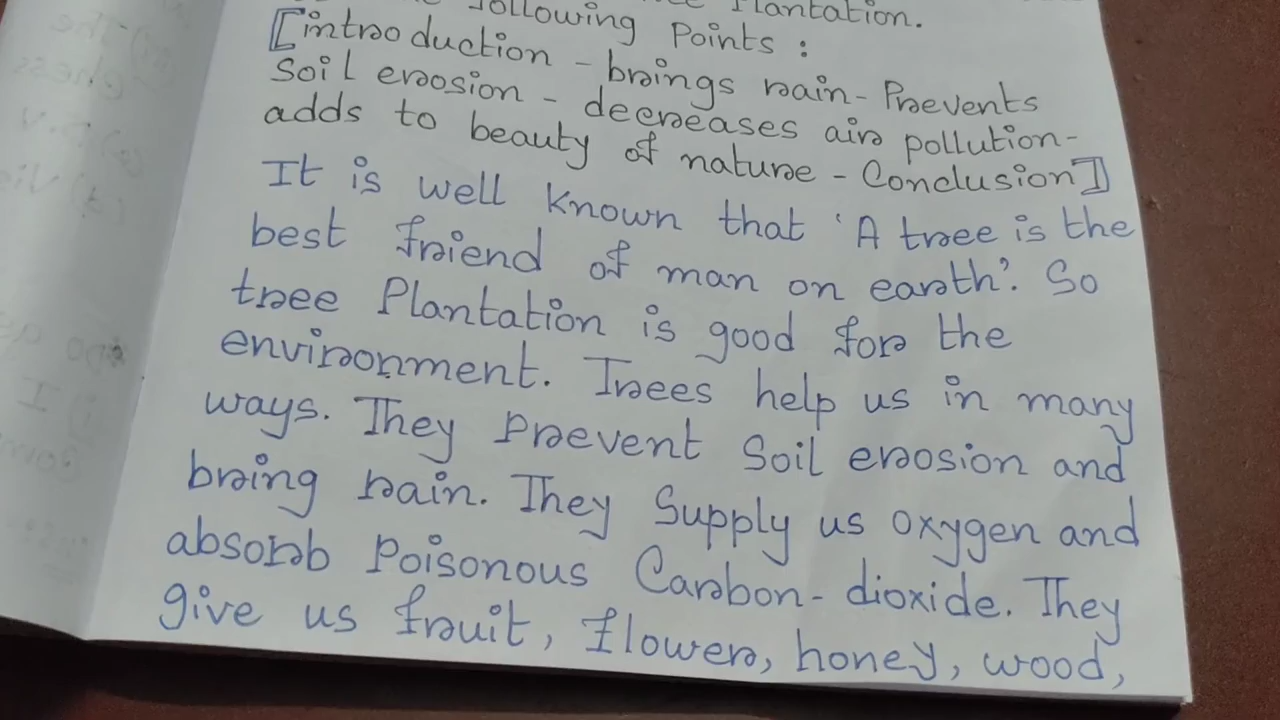 following Points :
Plantation.
[introduction - brings rain - Prevents
Soil erosion - decreases air pollution -
adds to beauty of nature - Conclusion]
It is well known that 'A tree is the
best friend of man on earth'. So
tree Plantation is good for the
environment. Trees help us in many
ways. They Prevent Soil erosion and
bring rain. They Supply us oxygen and
absorb Poisonous Carbon-dioxide. They
give us fruit, flower, honey, wood,